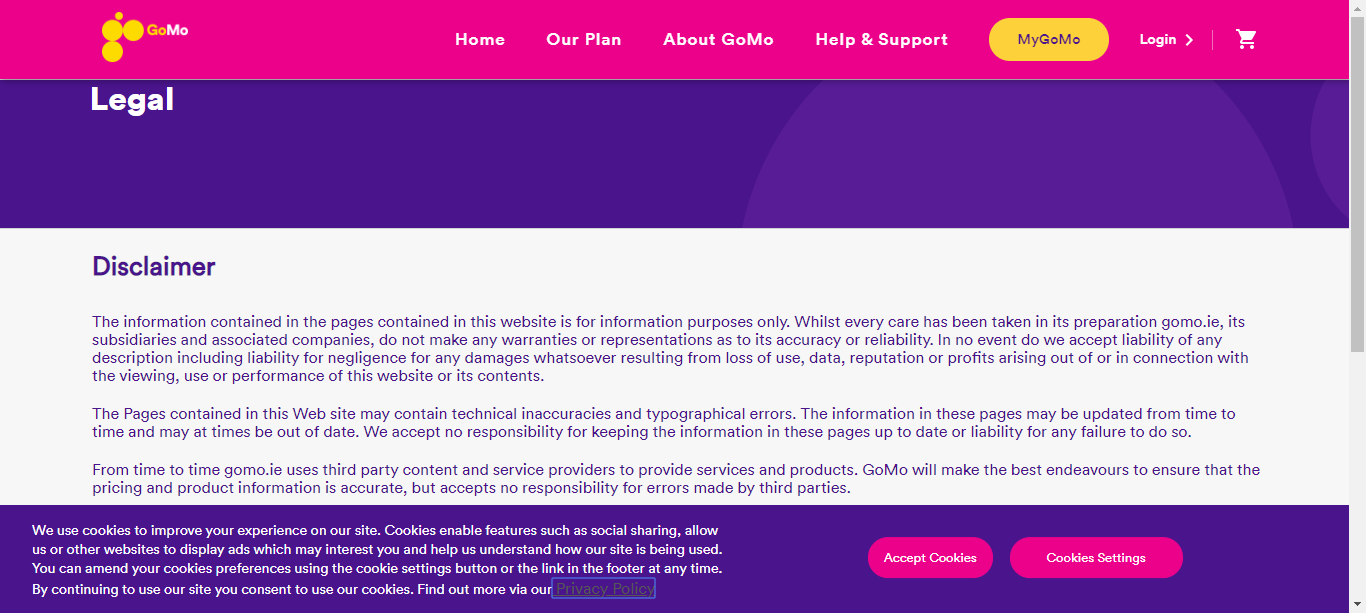 GoMo
Home
Our Plan
About GoMo
Help & Support
MyGoMo
Login
Legal
Disclaimer
The information contained in the pages contained in this website is for information purposes only. Whilst every care has been taken in its preparation gomo.ie, its
subsidiaries and associated companies, do not make any warranties or representations as to its accuracy or reliability. In no event do we accept liability of any
description including liability for negligence for any damages whatsoever resulting from loss of use, data, reputation or profits arising out of or in connection with
the viewing, use or performance of this website or its contents.
The Pages contained in this Web site may contain technical inaccuracies and typographical errors. The information in these pages may be updated from time to
time and may at times be out of date. We accept no responsibility for keeping the information in these pages up to date or liability for any failure to do so.
From time to time gomo.ie uses third party content and service providers to provide services and products. GoMo will make the best endeavours to ensure that the
pricing and product information is accurate, but accepts no responsibility for errors made by third parties.
We use cookies to improve your experience on our site. Cookies enable features such as social sharing, allow
us or other websites to display ads which may interest you and help us understand how our site is being used.
You can amend your cookies preferences using the cookie settings button or the link in the footer at any time.
By continuing to use our site you consent to use our cookies. Find out more via our Privacy Policy
Accept Cookies
Cookies Settings